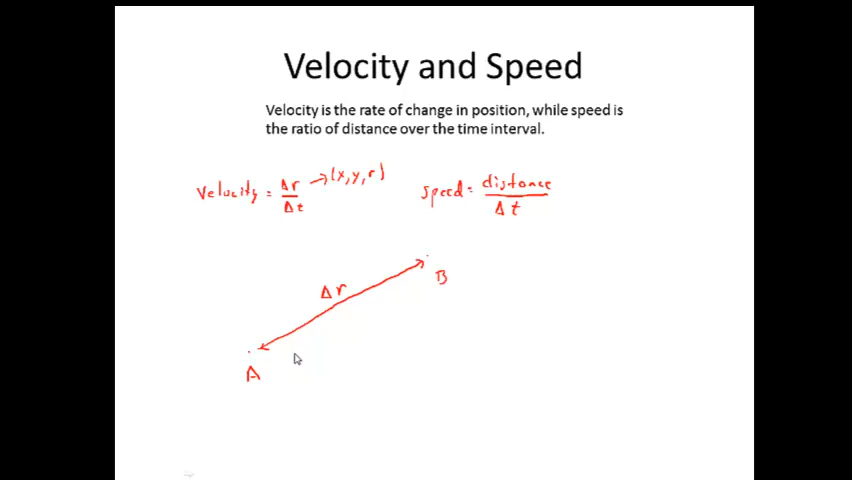 Velocity and Speed
Velocity is the rate of change in position, while speed is
the ratio of distance over the time interval.
Velocity = Δr/Δt → (x, y, r)
Speed = distance/Δt
Δr
B
A